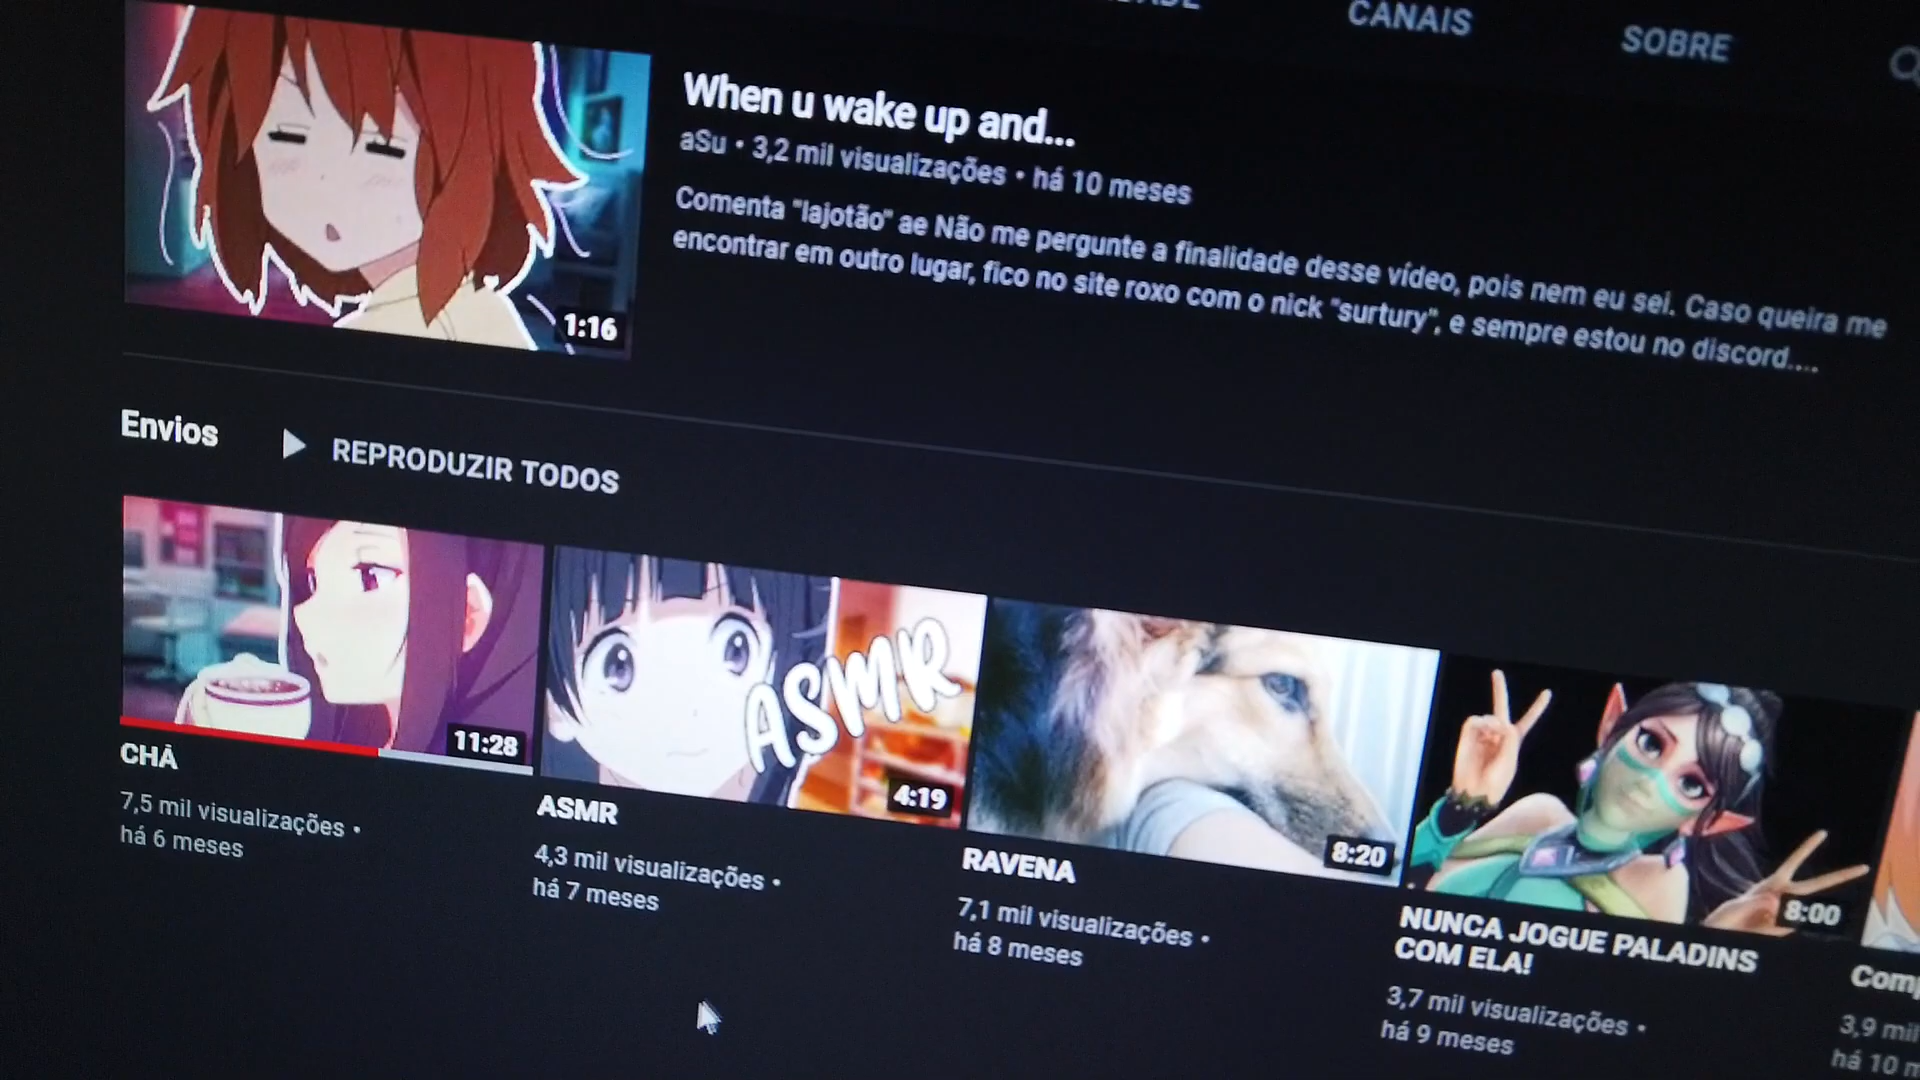 CANAIS
SOBRE
When u wake up and...
aSu • 3,2 mil visualizações • há 10 meses
Comenta "lajotão" ae Não me pergunte a finalidade desse vídeo, pois nem eu sei. Caso queira me
encontrar em outro lugar, fico no site roxo com o nick "surtury", e sempre estou no discord....
1:16
Envios
REPRODUZIR TODOS
11:28
CHÁ
7,5 mil visualizações •
há 6 meses
ASMR
4:19
ASMR
4,3 mil visualizações •
há 7 meses
8:20
RAVENA
7,1 mil visualizações •
há 8 meses
8:00
NUNCA JOGUE PALADINS
COM ELA!
3,7 mil visualizações •
há 9 meses
3,9 mil
há 10